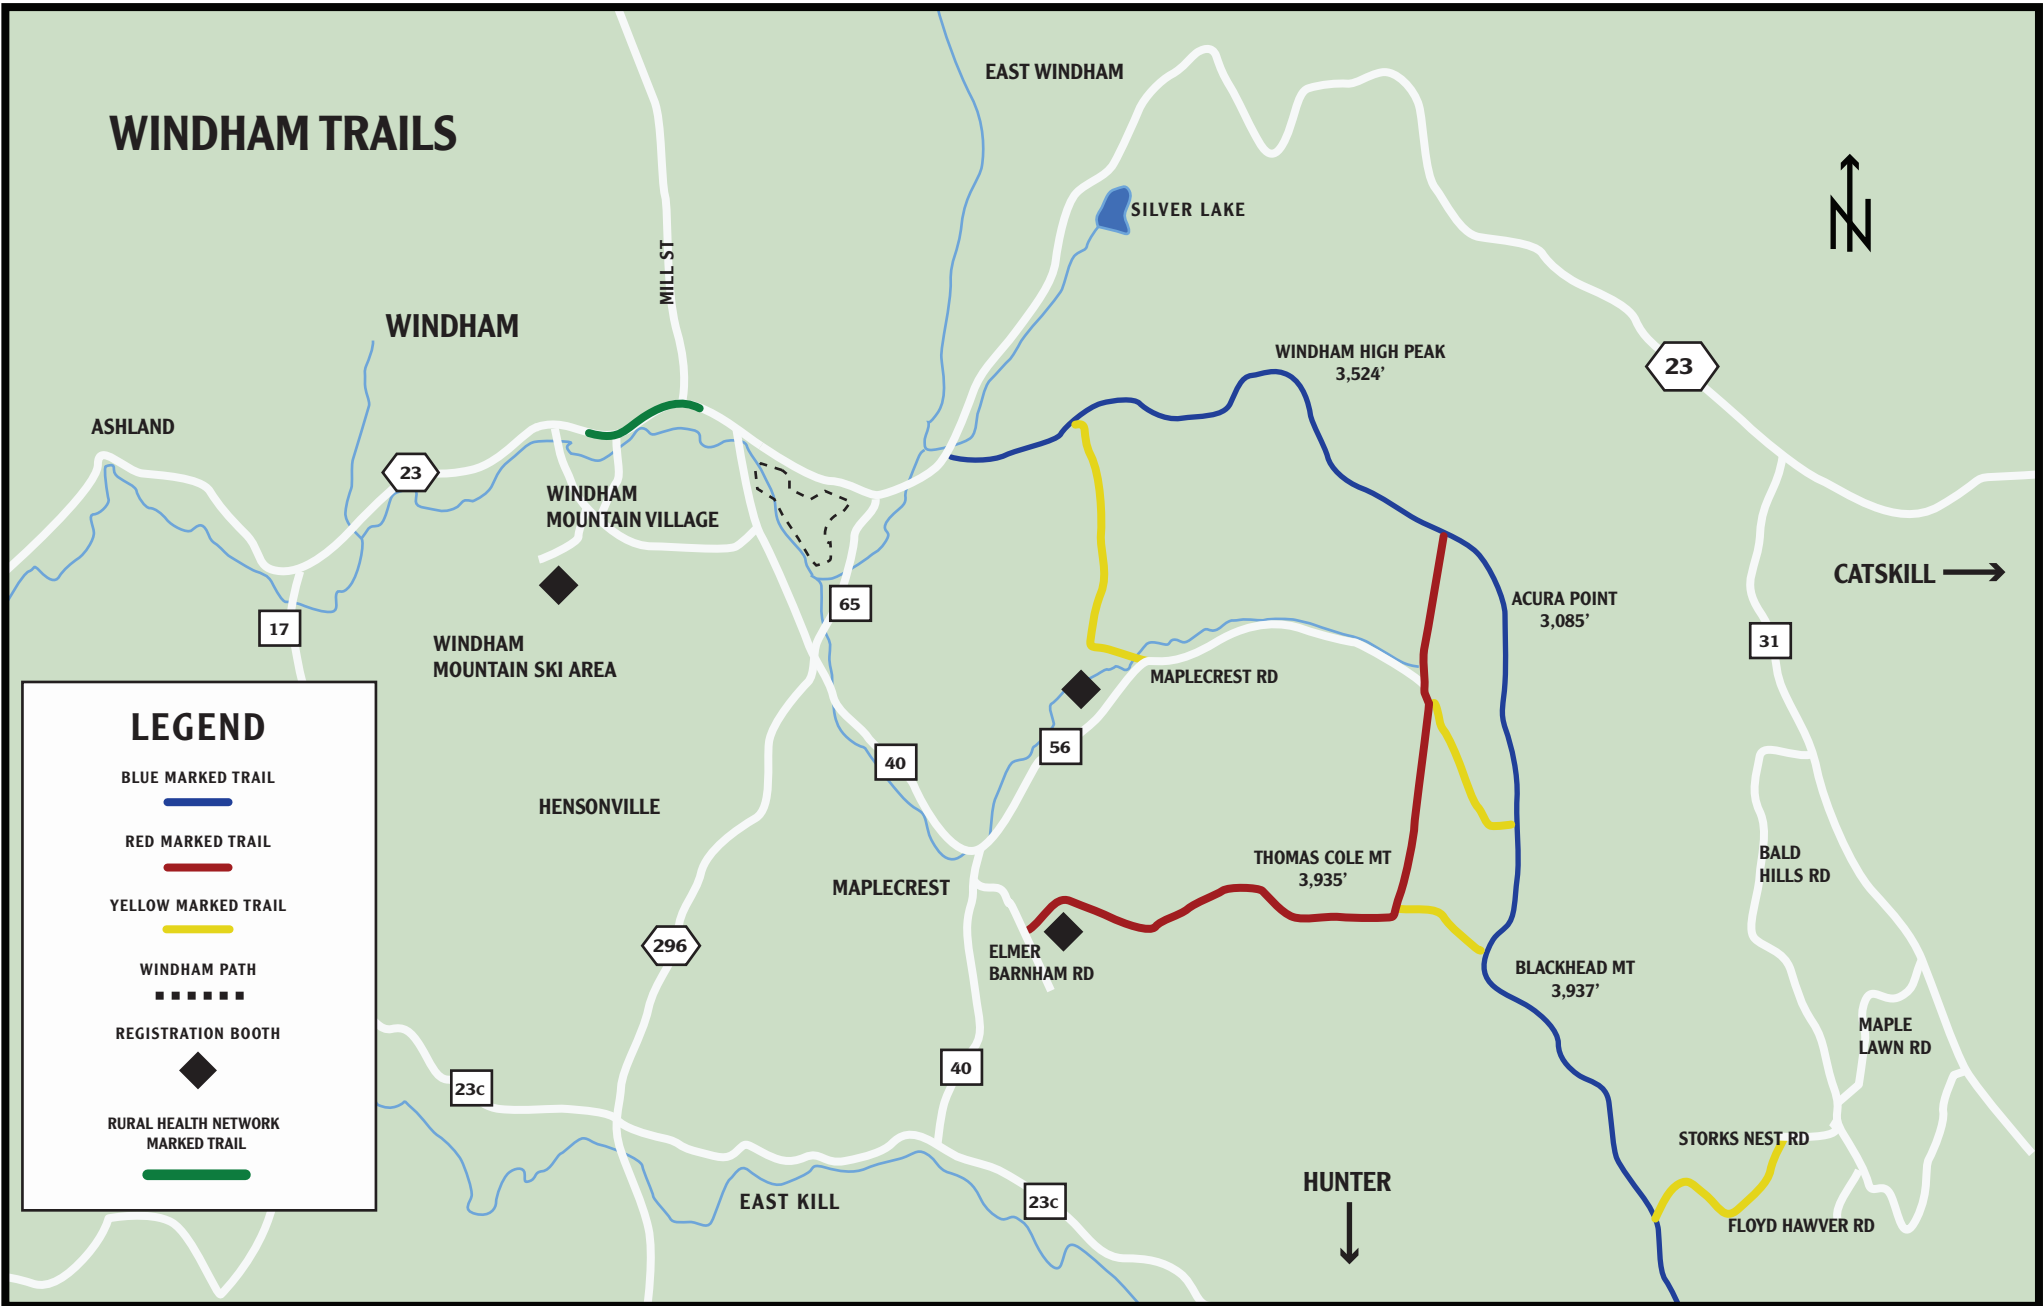 WINDHAM TRAILS
EAST WINDHAM
SILVER LAKE
N
MILL ST
WINDHAM
WINDHAM HIGH PEAK
3,524’
23
ASHLAND
23
WINDHAM
MOUNTAIN VILLAGE
CATSKILL
ACURA POINT
3,085’
65
17
31
WINDHAM
MOUNTAIN SKI AREA
MAPLECREST RD
56
40
HENSONVILLE
THOMAS COLE MT
3,935’
BALD
HILLS RD
MAPLECREST
296
ELMER
BARNHAM RD
BLACKHEAD MT
3,937’
MAPLE
LAWN RD
40
23C
STORKS NEST RD
HUNTER
EAST KILL
23C
FLOYD HAWVER RD
LEGEND
BLUE MARKED TRAIL
RED MARKED TRAIL
YELLOW MARKED TRAIL
WINDHAM PATH
REGISTRATION BOOTH
RURAL HEALTH NETWORK
MARKED TRAIL